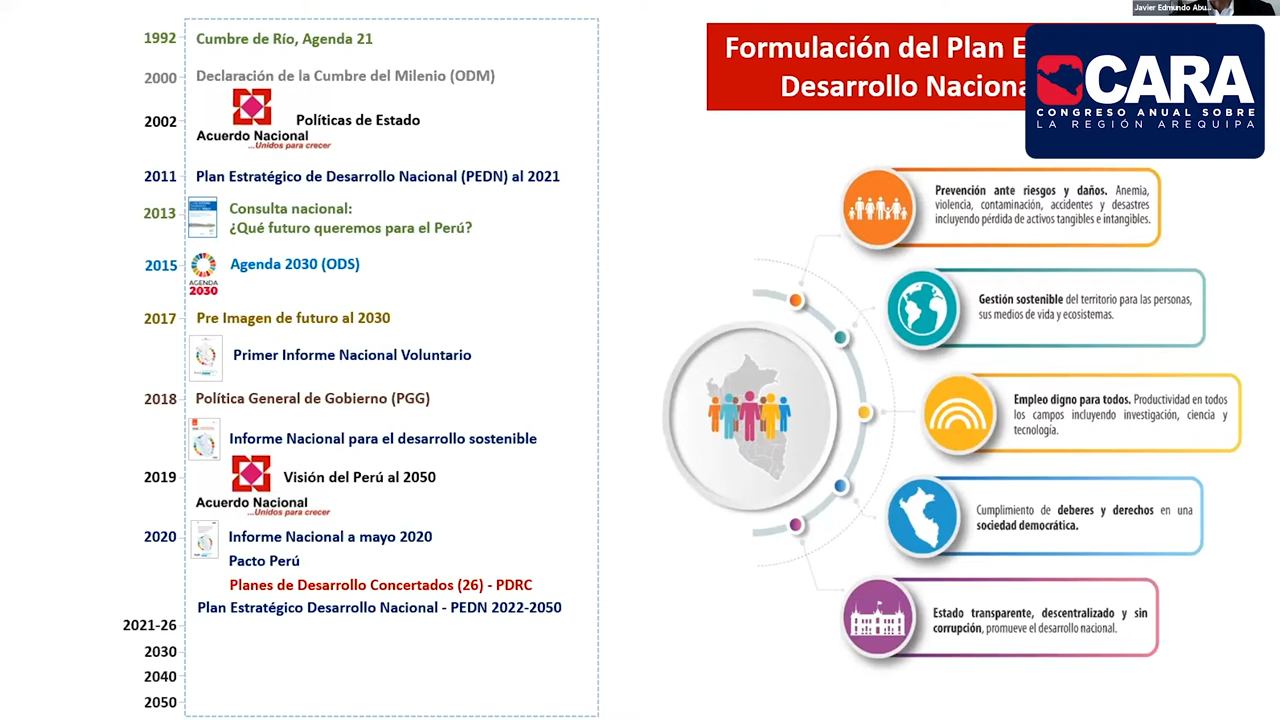 1992 Cumbre de Río, Agenda 21
2000 Declaración de la Cumbre del Milenio (ODM)
2002 Políticas de Estado
Acuerdo Nacional
...Unidos para crecer
2011 Plan Estratégico de Desarrollo Nacional (PEDN) al 2021
2013 Consulta nacional:
¿Qué futuro queremos para el Perú?
2015 Agenda 2030 (ODS)
AGENDA
2030
2017 Pre Imagen de futuro al 2030
Primer Informe Nacional Voluntario
2018 Política General de Gobierno (PGG)
Informe Nacional para el desarrollo sostenible
2019 Visión del Perú al 2050
Acuerdo Nacional
...Unidos para crecer
2020 Informe Nacional a mayo 2020
Pacto Perú
Planes de Desarrollo Concertados (26) - PDRC
Plan Estratégico Desarrollo Nacional - PEDN 2022-2050
2021-26
2030
2040
2050
Javier Edmundo Abu...
Formulación del Plan E
Desarrollo Naciona
CARA
CONGRESO ANUAL SOBRE
LA REGIÓN AREQUIPA
Prevención ante riesgos y daños. Anemia,
violencia, contaminación, accidentes y desastres
incluyendo pérdida de activos tangibles e intangibles.
Gestión sostenible del territorio para las personas,
sus medios de vida y ecosistemas.
Empleo digno para todos. Productividad en todos
los campos incluyendo investigación, ciencia y
tecnología.
Cumplimiento de deberes y derechos en una
sociedad democrática.
Estado transparente, descentralizado y sin
corrupción, promueve el desarrollo nacional.